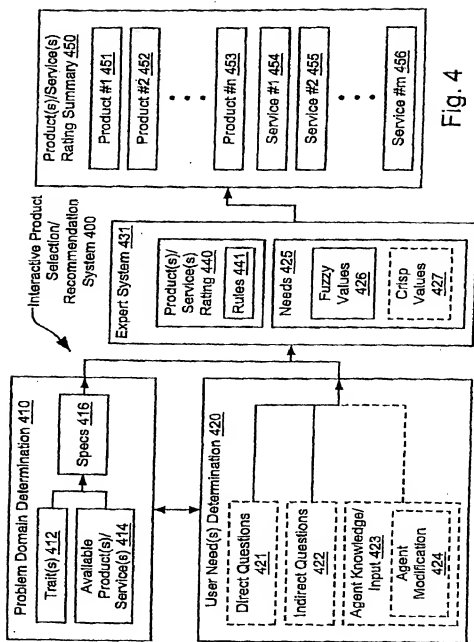 Interactive Product
Selection/
Recommendation
System 400
Problem Domain Determination 410
Trait(s) 412
Available
Product(s)/
Service(s) 414
Specs 416
User Need(s) Determination 420
Direct Questions
421
Indirect Questions
422
Agent Knowledge/
Input 423
Agent
Modification
424
Expert System 431
Product(s)/
Service(s)
Rating 440
Rules 441
Needs 425
Fuzzy
Values
426
Crisp
Values
427
Product(s)/Service(s)
Rating Summary 450
Product #1 451
Product #2 452
Product #n 453
Service #1 454
Service #2 455
Service #m 456
Fig. 4